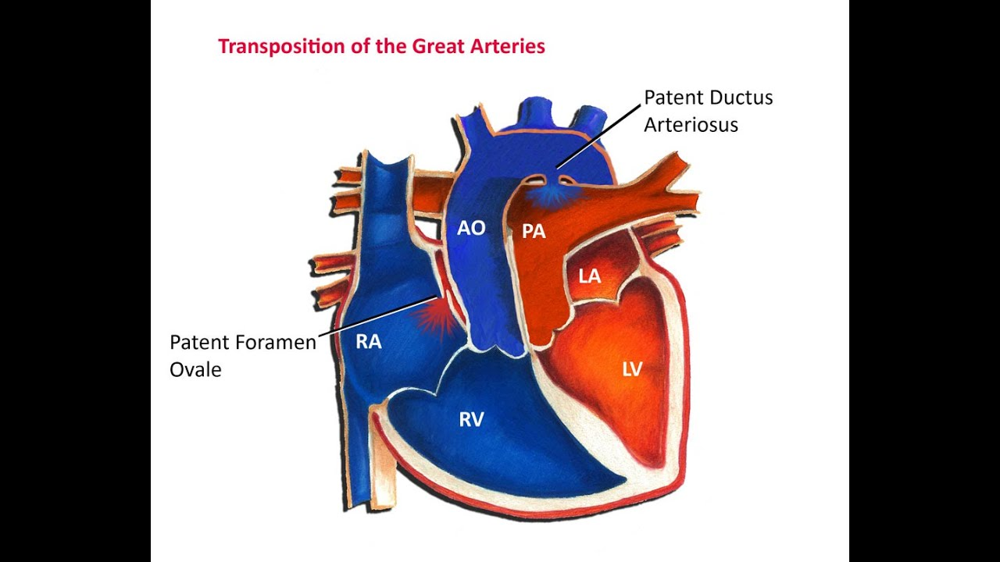 Transposition of the Great Arteries
Patent Ductus
Arteriosus
AO
PA
LA
Patent Foramen
Ovale
RA
LV
RV